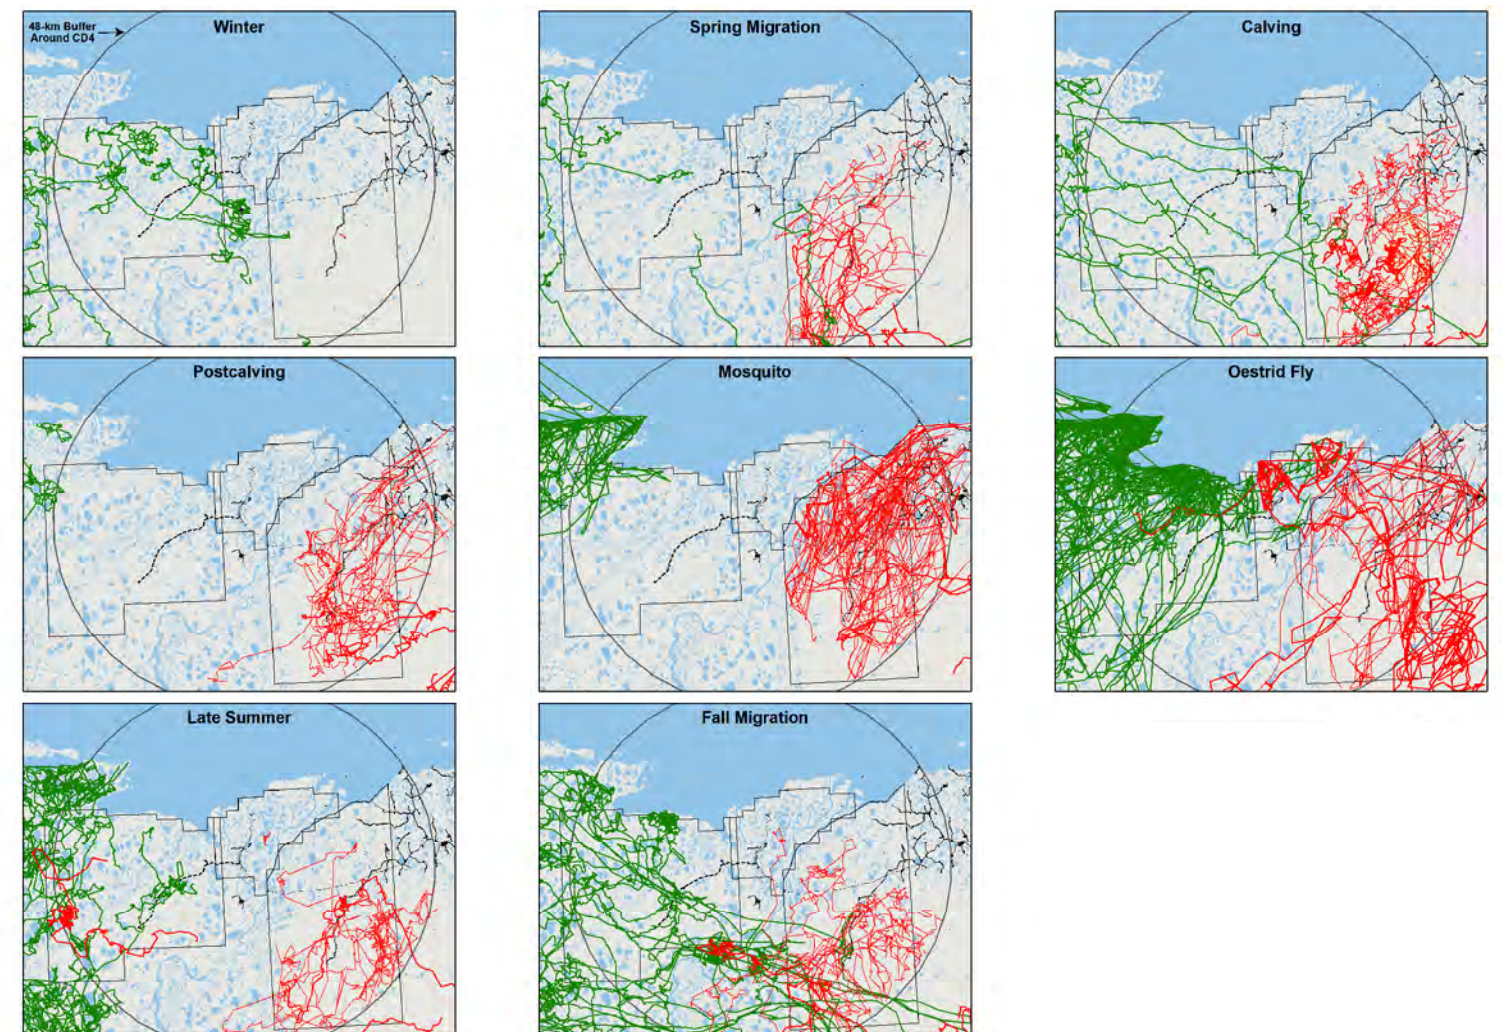 48-km Buffer
Around CD4
Winter
Spring Migration
Calving
Postcalving
Mosquito
Oestrid Fly
Late Summer
Fall Migration